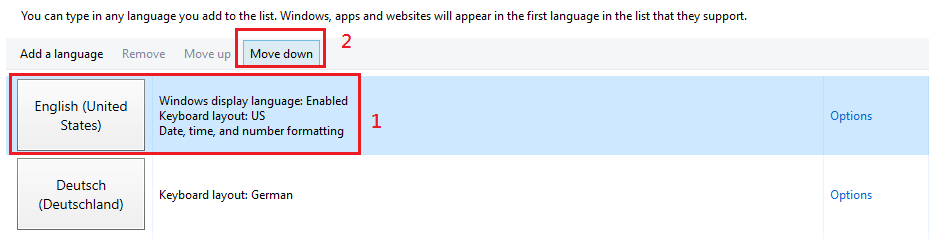 You can type in any language you add to the list. Windows, apps and websites will appear in the first language in the list that they support.
2
Add a language Remove Move up Move down
English (United
States)
Windows display language: Enabled
Keyboard layout: US
Date, time, and number formatting
1
Options
Deutsch
(Deutschland)
Keyboard layout: German
Options